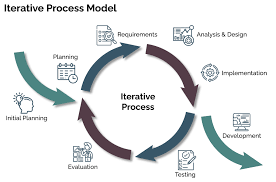 Iterative Process Model
Requirements
Analysis & Design
Planning
Implementation
Iterative
Process
Initial Planning
Development
Evaluation
Testing